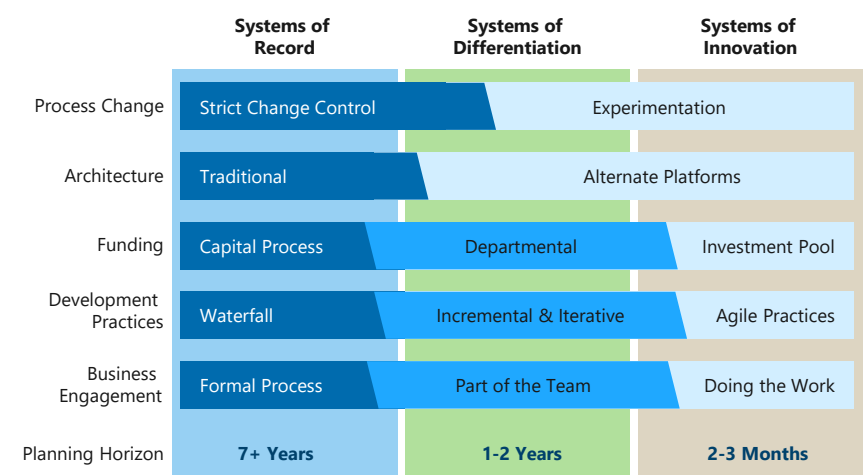 Systems of
Record
Systems of
Differentiation
Systems of
Innovation
Process Change
Strict Change Control
Experimentation
Architecture
Traditional
Alternate Platforms
Funding
Capital Process
Departmental
Investment Pool
Development
Practices
Waterfall
Incremental & Iterative
Agile Practices
Business
Engagement
Formal Process
Part of the Team
Doing the Work
Planning Horizon
7+ Years
1-2 Years
2-3 Months